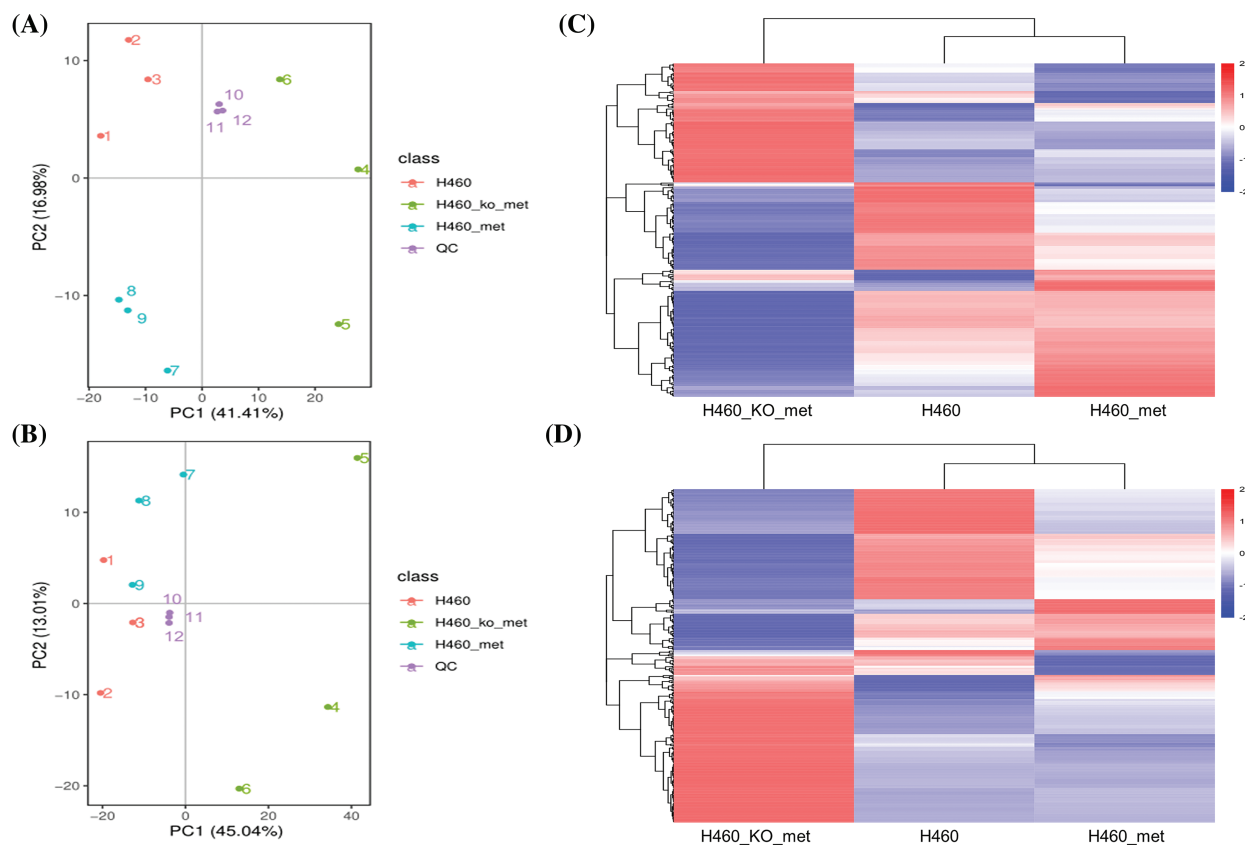 (A)
10
0
−10
−20
−10
0
10
20
PC2 (16.98%)
PC1 (41.41%)
2
3
1
6
10
11
12
4
8
9
7
5
class
a H460
a H460_ko_met
a H460_met
a QC
(B)
10
0
−10
−20
−20
0
20
40
PC2 (13.01%)
PC1 (45.04%)
5
7
8
1
9
10
3
11
12
2
4
6
class
a H460
a H460_ko_met
a H460_met
a QC
(C)
2
1
0
-1
-2
H460_KO_met
H460
H460_met
(D)
2
1
0
-1
-2
H460_KO_met
H460
H460_met